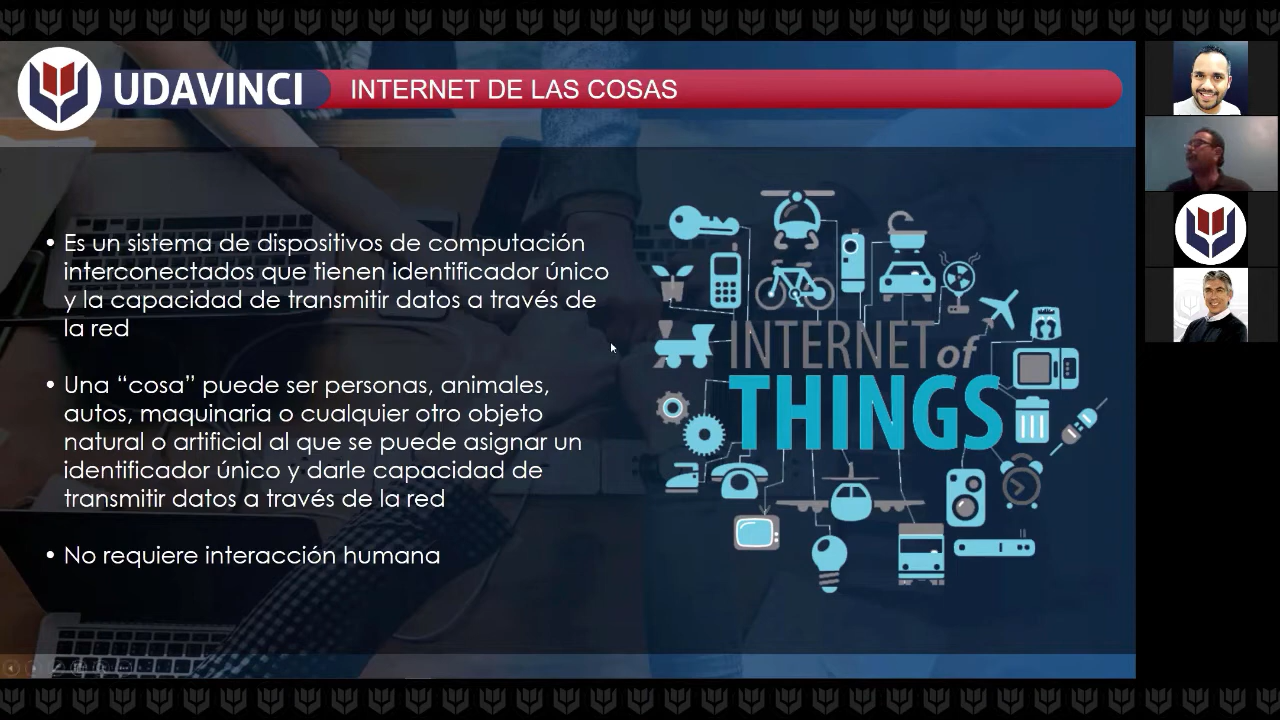 UDAVINCI
INTERNET DE LAS COSAS
• Es un sistema de dispositivos de computación
interconectados que tienen identificador único
y la capacidad de transmitir datos a través de
la red
• Una “cosa” puede ser personas, animales,
autos, maquinaria o cualquier otro objeto
natural o artificial al que se puede asignar un
identificador único y darle capacidad de
transmitir datos a través de la red
• No requiere interacción humana
INTERNET of
THINGS